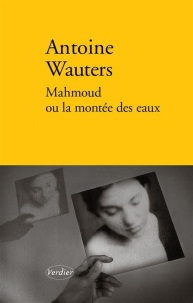 Antoine
Wauters
Mahmoud
ou la montée des eaux
Verdier